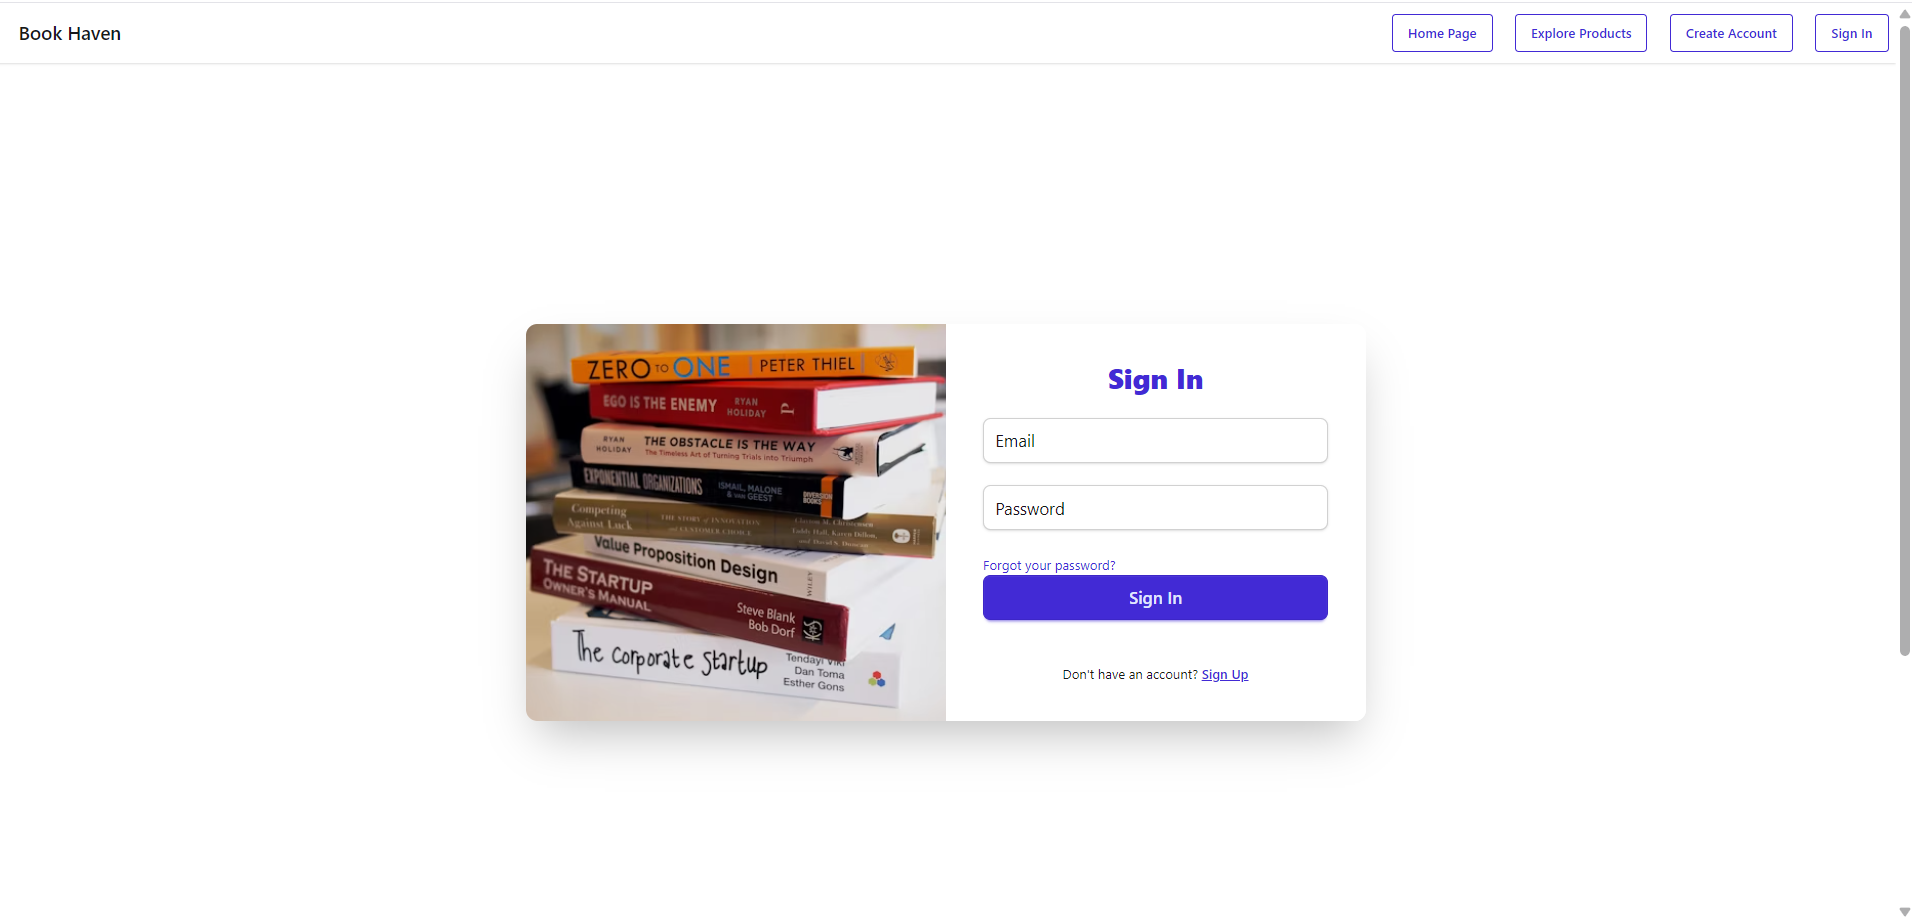 Book Haven
Home Page
Explore Products
Create Account
Sign In
ZERO TO ONE PETER THIEL
EGO IS THE ENEMY RYAN HOLIDAY P
RYAN HOLIDAY THE OBSTACLE IS THE WAY
The Timeless Art of Turning Trials into Triumph
EXPONENTIAL ORGANIZATIONS ISMAIL, MALONE & VAN GEEST DIVERSION BOOKS
Competing Against Luck THE STORY of INNOVATION and CUSTOMER CHOICE Clayton M. Christensen, Taddy Hall, Karen Dillon, and David S. Duncan
Value Proposition Design WILEY
THE STARTUP OWNER'S MANUAL Steve Blank Bob Dorf
The corporate startup Tendayi Viki Dan Toma Esther Gons
Sign In
Email
Password
Forgot your password?
Sign In
Don't have an account? Sign Up